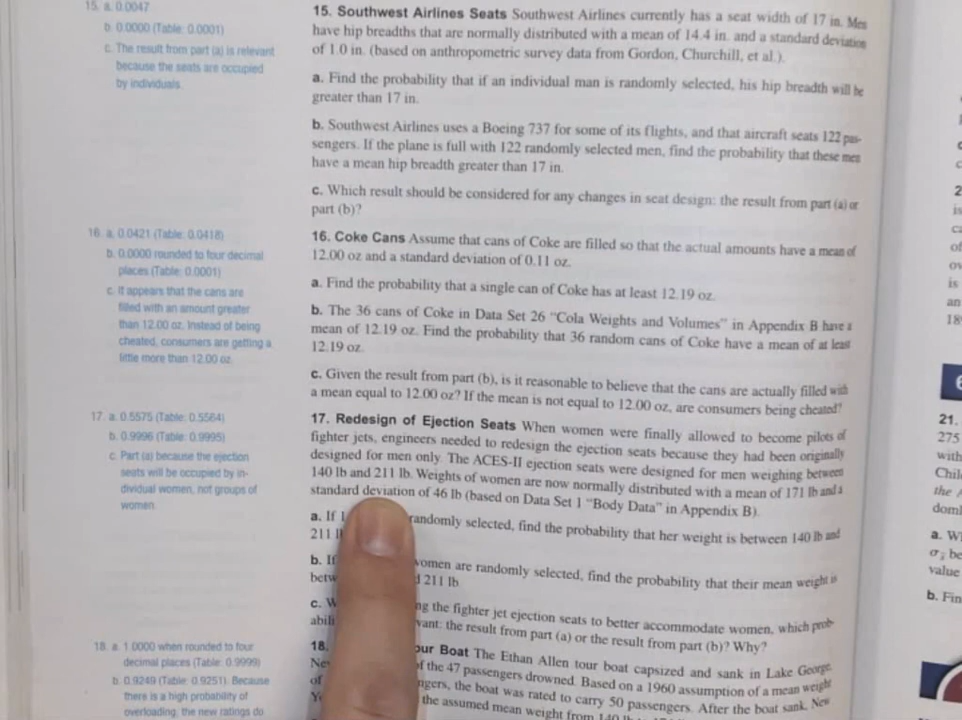 15. a. 0.0047
b. 0.0000 (Table: 0.0001)
c. The result from part (a) is relevant
because the seats are occupied
by individuals.
16. a. 0.0421 (Table: 0.0418)
b. 0.0000 rounded to four decimal
places (Table: 0.0001)
c. It appears that the cans are
filled with an amount greater
than 12.00 oz. Instead of being
cheated, consumers are getting a
little more than 12.00 oz.
17. a. 0.5575 (Table: 0.5564)
b. 0.9996 (Table: 0.9995)
c. Part (a) because the ejection
seats will be occupied by in-
dividual women, not groups of
women.
18. a. 1.0000 when rounded to four
decimal places (Table: 0.9999)
b. 0.9249 (Table: 0.9251). Because
there is a high probability of
overloading, the new ratings do
15. Southwest Airlines Seats Southwest Airlines currently has a seat width of 17 in. Men
have hip breadths that are normally distributed with a mean of 14.4 in. and a standard deviation
of 1.0 in. (based on anthropometric survey data from Gordon, Churchill, et al.).
a. Find the probability that if an individual man is randomly selected, his hip breadth will be
greater than 17 in.
b. Southwest Airlines uses a Boeing 737 for some of its flights, and that aircraft seats 122 pas-
sengers. If the plane is full with 122 randomly selected men, find the probability that these men
have a mean hip breadth greater than 17 in.
c. Which result should be considered for any changes in seat design: the result from part (a) or
part (b)?
16. Coke Cans Assume that cans of Coke are filled so that the actual amounts have a mean of
12.00 oz and a standard deviation of 0.11 oz.
a. Find the probability that a single can of Coke has at least 12.19 oz.
b. The 36 cans of Coke in Data Set 26 "Cola Weights and Volumes" in Appendix B have a
mean of 12.19 oz. Find the probability that 36 random cans of Coke have a mean of at least
12.19 oz.
c. Given the result from part (b), is it reasonable to believe that the cans are actually filled with
a mean equal to 12.00 oz? If the mean is not equal to 12.00 oz, are consumers being cheated?
17. Redesign of Ejection Seats When women were finally allowed to become pilots of
fighter jets, engineers needed to redesign the ejection seats because they had been originally
designed for men only. The ACES-II ejection seats were designed for men weighing between
140 lb and 211 lb. Weights of women are now normally distributed with a mean of 171 lb and a
standard deviation of 46 lb (based on Data Set 1 "Body Data" in Appendix B).
a. If 1 randomly selected, find the probability that her weight is between 140 lb and
211 l
b. If women are randomly selected, find the probability that their mean weight is
betw 211 lb
c. W ng the fighter jet ejection seats to better accommodate women, which prob-
abili vant: the result from part (a) or the result from part (b)? Why?
18. our Boat The Ethan Allen tour boat capsized and sank in Lake George,
New f the 47 passengers drowned. Based on a 1960 assumption of a mean weight
of ngers, the boat was rated to carry 50 passengers. After the boat sank, New
Y the assumed mean weight from 140 lb
2
is
ca
of
ov
is
an
18
6
21.
275
with
Chil
the
doml
a. W
σ₂ be
value
b. Fin